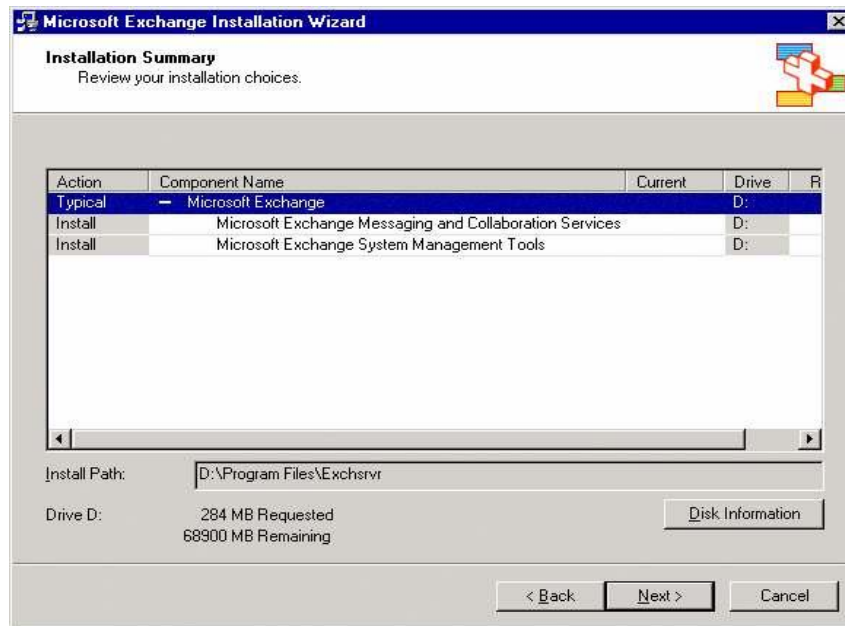 Microsoft Exchange Installation Wizard
Installation Summary
Review your installation choices.
Action Component Name Current Drive R
Typical Microsoft Exchange D:
Install Microsoft Exchange Messaging and Collaboration Services D:
Install Microsoft Exchange System Management Tools D:
Install Path: D:\Program Files\Exchsrvr
Drive D: 284 MB Requested
68900 MB Remaining
Disk Information
< Back Next > Cancel